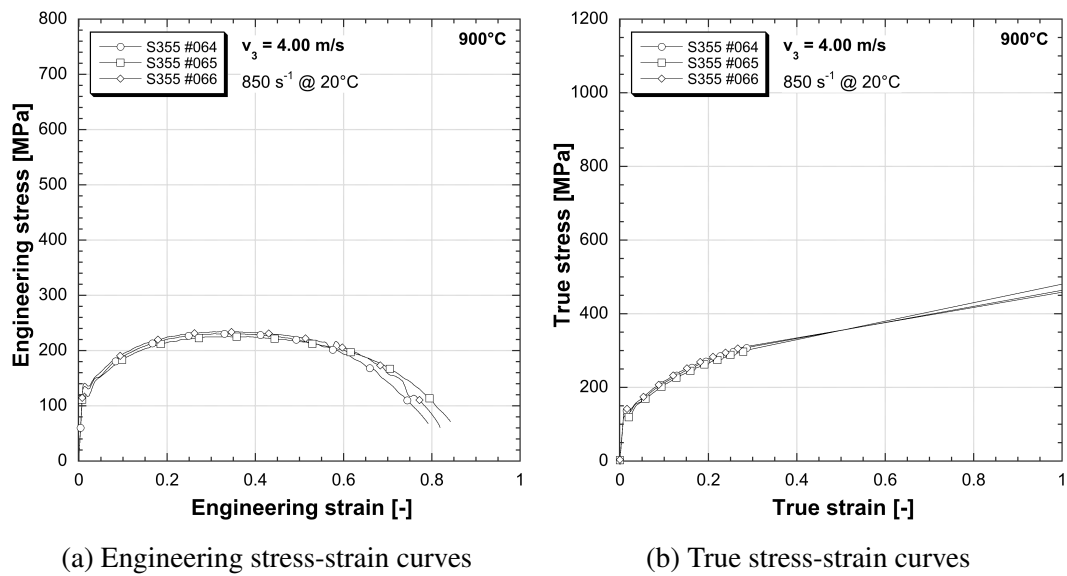 800
700
600
500
400
300
200
100
0
Engineering stress [MPa]
S355 #064
S355 #065
S355 #066
v3 = 4.00 m/s
850 s-1 @ 20°C
900°C
0 0.2 0.4 0.6 0.8 1
Engineering strain [-]
(a) Engineering stress-strain curves
1200
1000
800
600
400
200
0
True stress [MPa]
S355 #064
S355 #065
S355 #066
v3 = 4.00 m/s
850 s-1 @ 20°C
900°C
0 0.2 0.4 0.6 0.8 1
True strain [-]
(b) True stress-strain curves